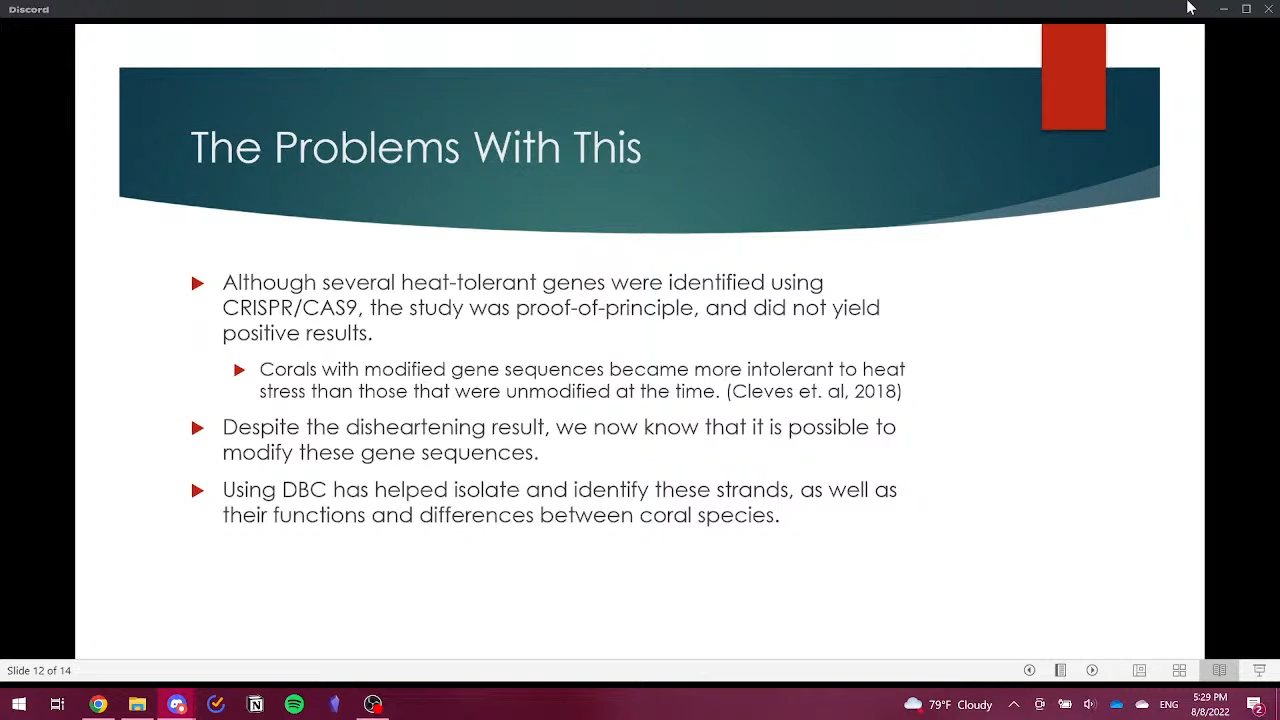 Discord
The Problems With This
Although several heat-tolerant genes were identified using
CRISPR/CAS9, the study was proof-of-principle, and did not yield
positive results.
Corals with modified gene sequences became more intolerant to heat
stress than those that were unmodified at the time. (Cleves et. al, 2018)
Despite the disheartening result, we now know that it is possible to
modify these gene sequences.
Using DBC has helped isolate and identify these strands, as well as
their functions and differences between coral species.
Slide 12 of 14
79°F Cloudy
ENG
5:29 PM
8/8/2022
2